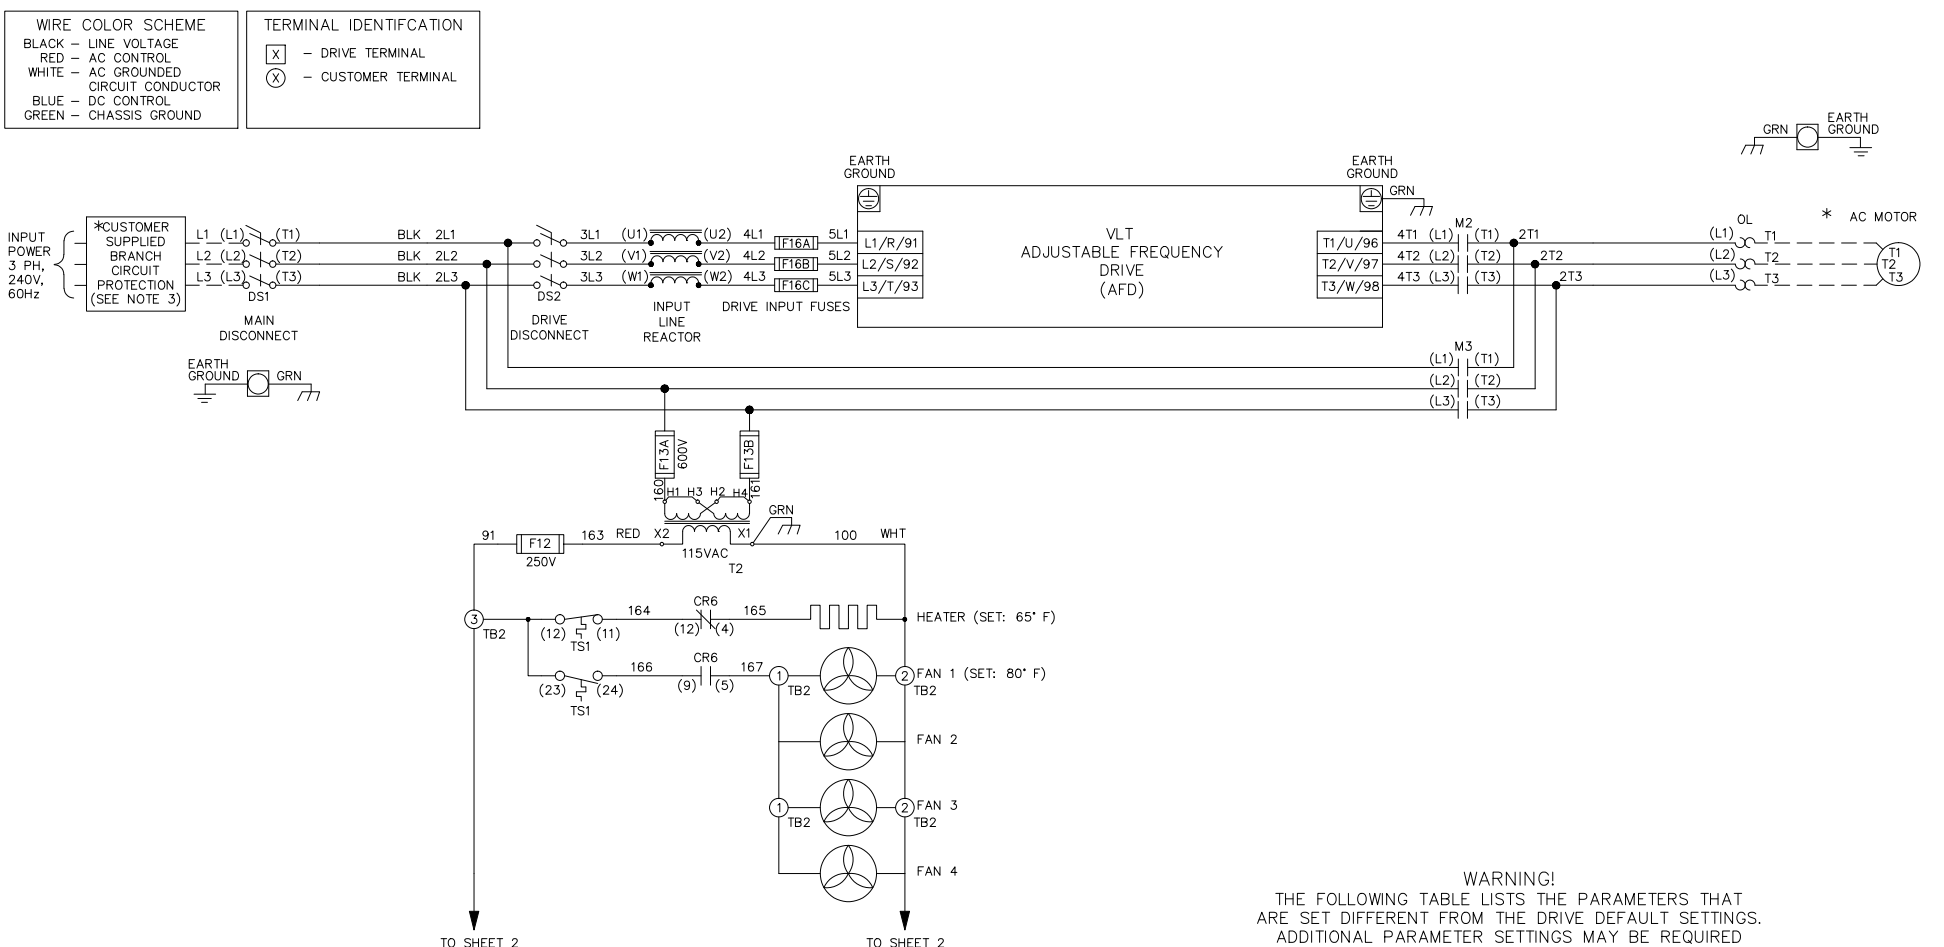 WIRE COLOR SCHEME
BLACK – LINE VOLTAGE
RED – AC CONTROL
WHITE – AC GROUNDED
CIRCUIT CONDUCTOR
BLUE – DC CONTROL
GREEN – CHASSIS GROUND
TERMINAL IDENTIFCATION
X – DRIVE TERMINAL
X – CUSTOMER TERMINAL
GRN
EARTH
GROUND
EARTH
GROUND
EARTH
GROUND
GRN
INPUT
POWER
3 PH,
240V,
60Hz
*CUSTOMER
SUPPLIED
BRANCH
CIRCUIT
PROTECTION
(SEE NOTE 3)
L1 (L1) (T1) BLK 2L1 3L1 (U1) (U2) 4L1 F16A 5L1 L1/R/91
L2 (L2) (T2) BLK 2L2 3L2 (V1) (V2) 4L2 F16B 5L2 L2/S/92
L3 (L3) (T3) BLK 2L3 3L3 (W1) (W2) 4L3 F16C 5L3 L3/T/93
DS1
MAIN
DISCONNECT
DS2
DRIVE
DISCONNECT
INPUT
LINE
REACTOR
DRIVE INPUT FUSES
VLT
ADJUSTABLE FREQUENCY
DRIVE
(AFD)
M2
OL
* AC MOTOR
T1/U/96 4T1 (L1) (T1) 2T1 (L1) T1 T1
T2/V/97 4T2 (L2) (T2) 2T2 (L2) T2 T2
T3/W/98 4T3 (L3) (T3) 2T3 (L3) T3 T3
EARTH
GROUND GRN
M3
(L1) (T1)
(L2) (T2)
(L3) (T3)
F13A
600V
F13B
160
161
H1 H3 H2 H4
GRN
91 F12 163 RED X2 X1 100 WHT
250V
115VAC
T2
3
TB2
164
CR6
165
HEATER (SET: 65° F)
(12) (11) (12) (4)
TS1
166
CR6
167
1
2
FAN 1 (SET: 80° F)
(23) (24) (9) (5) TB2 TB2
TS1
FAN 2
1
2
FAN 3
TB2 TB2
FAN 4
TO SHEET 2
TO SHEET 2
WARNING!
THE FOLLOWING TABLE LISTS THE PARAMETERS THAT
ARE SET DIFFERENT FROM THE DRIVE DEFAULT SETTINGS.
ADDITIONAL PARAMETER SETTINGS MAY BE REQUIRED